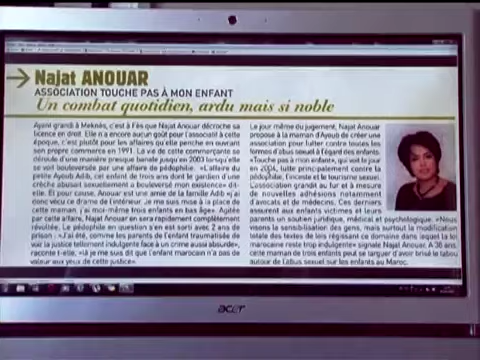 Najat ANOUAR
ASSOCIATION TOUCHE PAS À MON ENFANT
Un combat quotidien, ardu mais si noble
Ayant grandi à Meknès, c'est à Fès que Najat Anouar décroche sa
licence en droit. Elle n'a encore aucun goût pour l'associatif à cette
époque, c'est plutôt pour les affaires qu'elle penche en ouvrant
son propre commerce en 1991. La vie de cette commerçante se
déroule d'une manière presque banale jusqu'en 2003 lorsqu'elle
se voit bouleversée par une affaire de pédophilie. «L'affaire du
petite Ayoub Adib, cet enfant de trois ans dont le gardien d'une
crèche abusait sexuellement a bouleversé mon existence» dit-
elle. Et pour cause, Anouar est une amie de la famille Adib «j'ai
donc vécu ce drame de l'intérieur. Je me suis mise à la place de
cette maman, j'ai moi-même trois enfants en bas âge». Agitée
par cette affaire, Najat Anouar en sera rapidement complètement
révoltée. Le pédophile en question s'en est sorti avec 2 ans de
prison : «J'ai été, comme les parents de l'enfant traumatisée de
voir la justice tellement indulgente face à un crime aussi absurde»,
raconte t-elle, «là je me suis dit que l'enfant marocain n'a pas de
valeur aux yeux de cette justice».
Le jour même du jugement, Najat Anouar
propose à la maman d'Ayoub de créer une
association pour lutter contre toutes les
formes d'abus sexuel à l'égard des enfants.
«Touche pas à mon enfant», qui voit le jour
en 2004, lutte principalement contre la
pédophilie, l'inceste et le tourisme sexuel.
L'association grandit au fur et à mesure
de nouvelles adhésions notamment
d'avocats et de médecins. Ces derniers
assurent aux enfants victimes et leurs
parents un soutien juridique, médical et psychologique. «Nous
visons la sensibilisation des gens, mais surtout la modification
totale des textes de lois régissant ce domaine dans lequel la loi
marocaine reste trop indulgente» signale Najat Anouar. A 36 ans,
cette maman de trois enfants peut se targuer d'avoir brisé le tabou
autour de l'abus sexuel sur les enfants au Maroc.
acer